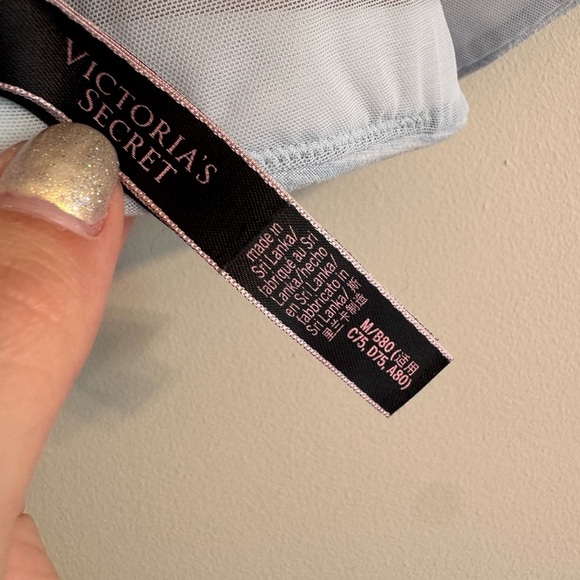 VICTORIA'S
SECRET
made in
Sri Lanka/
fabriqué au Sri
Lanka/hecho
en Sri Lanka/
fabbricato in
Sri Lanka/斯
里兰卡制造
M/B80 (适用
C75, D75, A80)